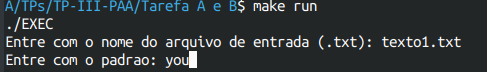 A/TPs/TP-III-PAA/Tarefa A e B$ make run
./EXEC
Entre com o nome do arquivo de entrada (.txt): texto1.txt
Entre com o padrao: you